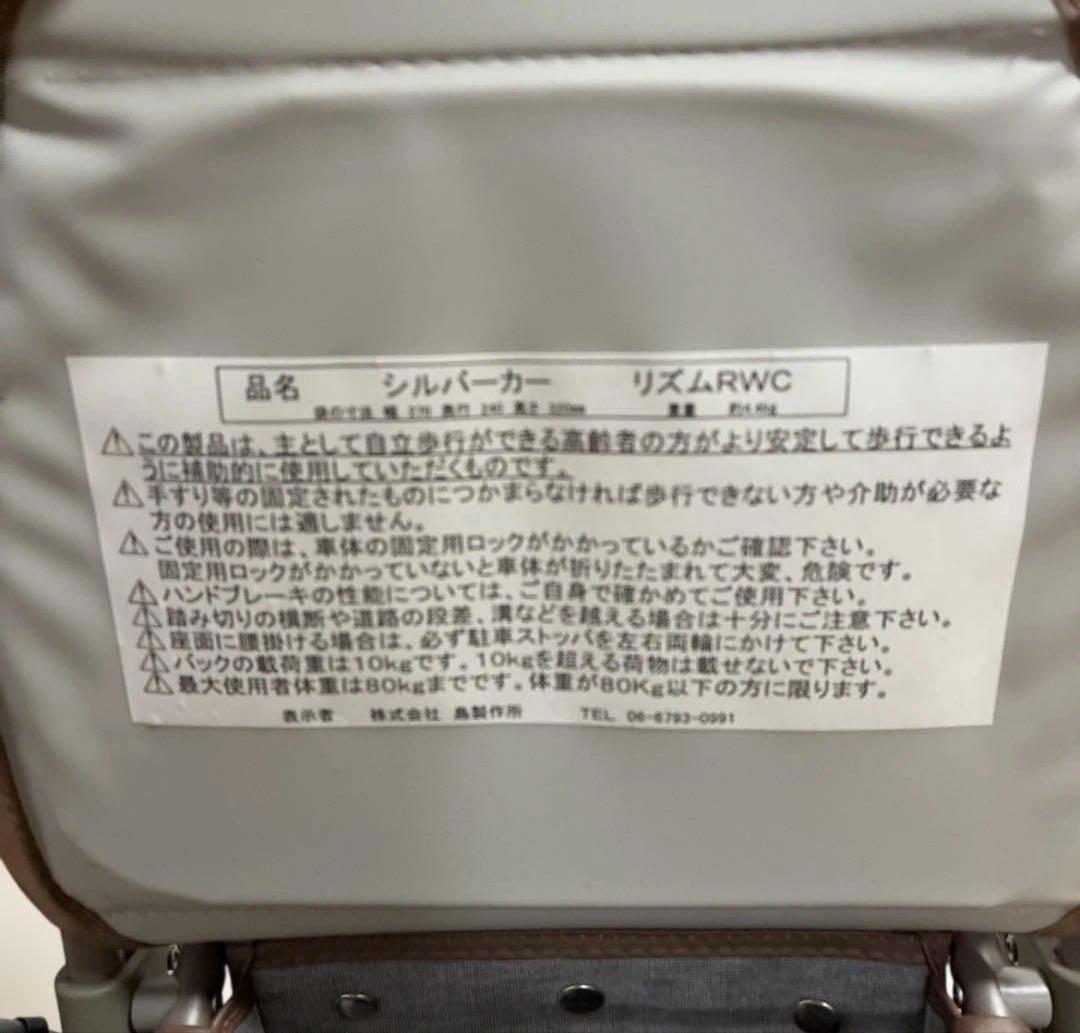 品名 シルバーカー リズムRWC
袋の寸法 幅 奥行 高さ 重量
⚠この製品は、主として自立歩行ができる高齢者の方がより安定して歩行できるよ
うに補助的に使用していただくものです。
⚠手すり等の固定されたものにつかまらなければ歩行できない方や介助が必要な
方の使用には適しません。
⚠ご使用の際は、車体の固定用ロックがかかっているかご確認下さい。
固定用ロックがかかっていないと車体が折りたたまれて大変、危険です。
⚠ハンドブレーキの性能については、ご自身で確かめてご使用下さい。
⚠踏み切りの横断や道路の段差、溝などを越える場合は十分にご注意下さい。
⚠座面に腰掛ける場合は、必ず駐車ストッパを左右両輪にかけて下さい。
⚠バックの載荷重は10kgです。10kgを超える荷物は載せないで下さい。
⚠最大使用者体重は80kgまでです。体重が80Kg以下の方に限ります。
表示者 株式会社 島製作所 TEL 06-6793-0991